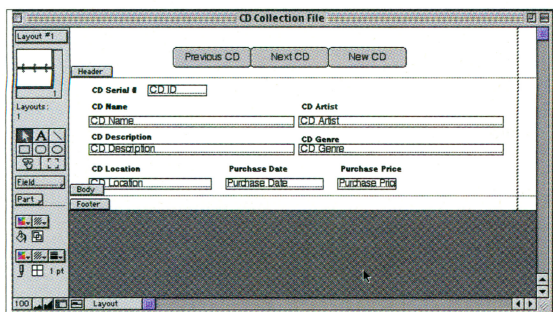 CD Collection File
Layout #1
Previous CD Next CD New CD
Header
1
CD Serial # CD ID
Layouts:
1
CD Name CD Artist
CD Name CD Artist
CD Description CD Genre
CD Description CD Genre
CD Location Purchase Date Purchase Price
Field CD Location Purchase Date Purchase Pric
Body
Part Footer
1 pt
100 Layout